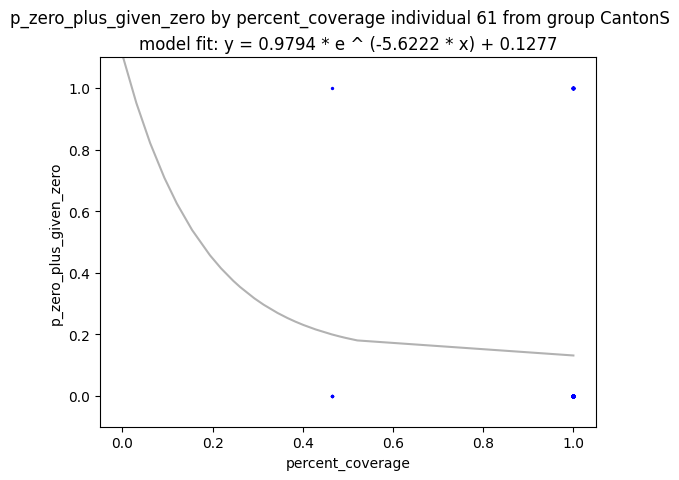 p_zero_plus_given_zero by percent_coverage individual 61 from group CantonS
model fit: y = 0.9794 * e ^ (-5.6222 * x) + 0.1277
1.0
0.8
0.6
0.4
0.2
0.0
p_zero_plus_given_zero
0.0 0.2 0.4 0.6 0.8 1.0
percent_coverage